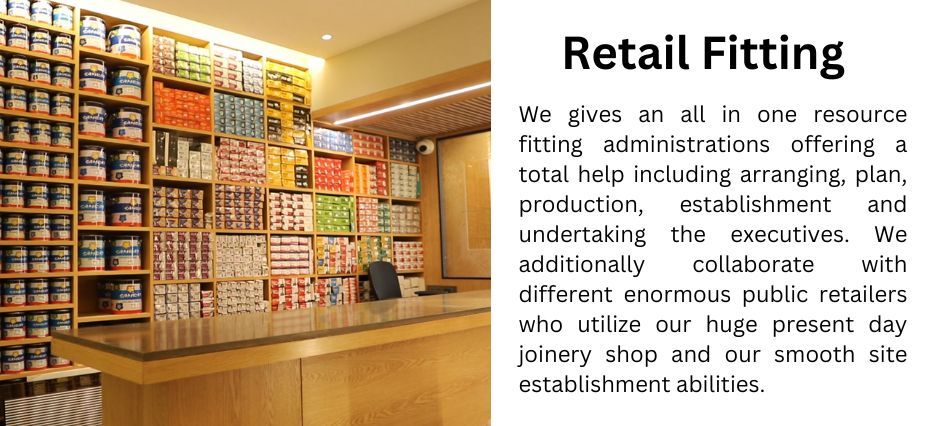 Retail Fitting
We gives an all in one resource
fitting administrations offering a
total help including arranging, plan,
production, establishment and
undertaking the executives. We
additionally collaborate with
different enormous public retailers
who utilize our huge present day
joinery shop and our smooth site
establishment abilities.